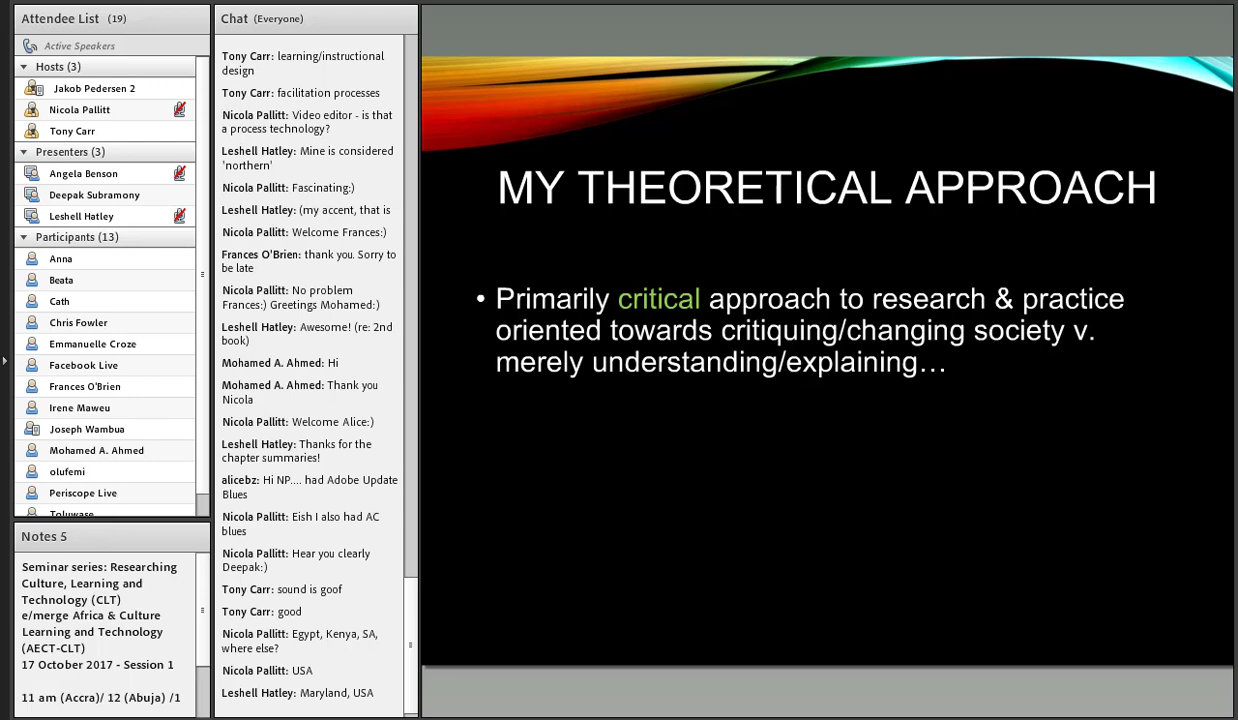 Attendee List (19)
Active Speakers
Hosts (3)
Jakob Pedersen 2
Nicola Pallitt
Tony Carr
Presenters (3)
Angela Benson
Deepak Subramony
Leshell Hatley
Participants (13)
Anna
Beata
Cath
Chris Fowler
Emmanuelle Croze
Facebook Live
Frances O'Brien
Irene Maweu
Joseph Wambua
Mohamed A. Ahmed
olufemi
Periscope Live
Toluwase
Notes 5
Seminar series: Researching
Culture, Learning and
Technology (CLT)
e/merge Africa & Culture
Learning and Technology
(AECT-CLT)
17 October 2017 - Session 1
11 am (Accra)/ 12 (Abuja) /1
Chat (Everyone)
Tony Carr: learning/instructional
design
Tony Carr: facilitation processes
Nicola Pallitt: Video editor - is that
a process technology?
Leshell Hatley: Mine is considered
'northern'
Nicola Pallitt: Fascinating:)
Leshell Hatley: (my accent, that is
Nicola Pallitt: Welcome Frances:)
Frances O'Brien: thank you. Sorry to
be late
Nicola Pallitt: No problem
Frances:) Greetings Mohamed:)
Leshell Hatley: Awesome! (re: 2nd
book)
Mohamed A. Ahmed: Hi
Mohamed A. Ahmed: Thank you
Nicola
Nicola Pallitt: Welcome Alice:)
Leshell Hatley: Thanks for the
chapter summaries!
alicebz: Hi NP.... had Adobe Update
Blues
Nicola Pallitt: Eish I also had AC
blues
Nicola Pallitt: Hear you clearly
Deepak:)
Tony Carr: sound is goof
Tony Carr: good
Nicola Pallitt: Egypt, Kenya, SA,
where else?
Nicola Pallitt: USA
Leshell Hatley: Maryland, USA
MY THEORETICAL APPROACH
• Primarily critical approach to research & practice
oriented towards critiquing/changing society v.
merely understanding/explaining…